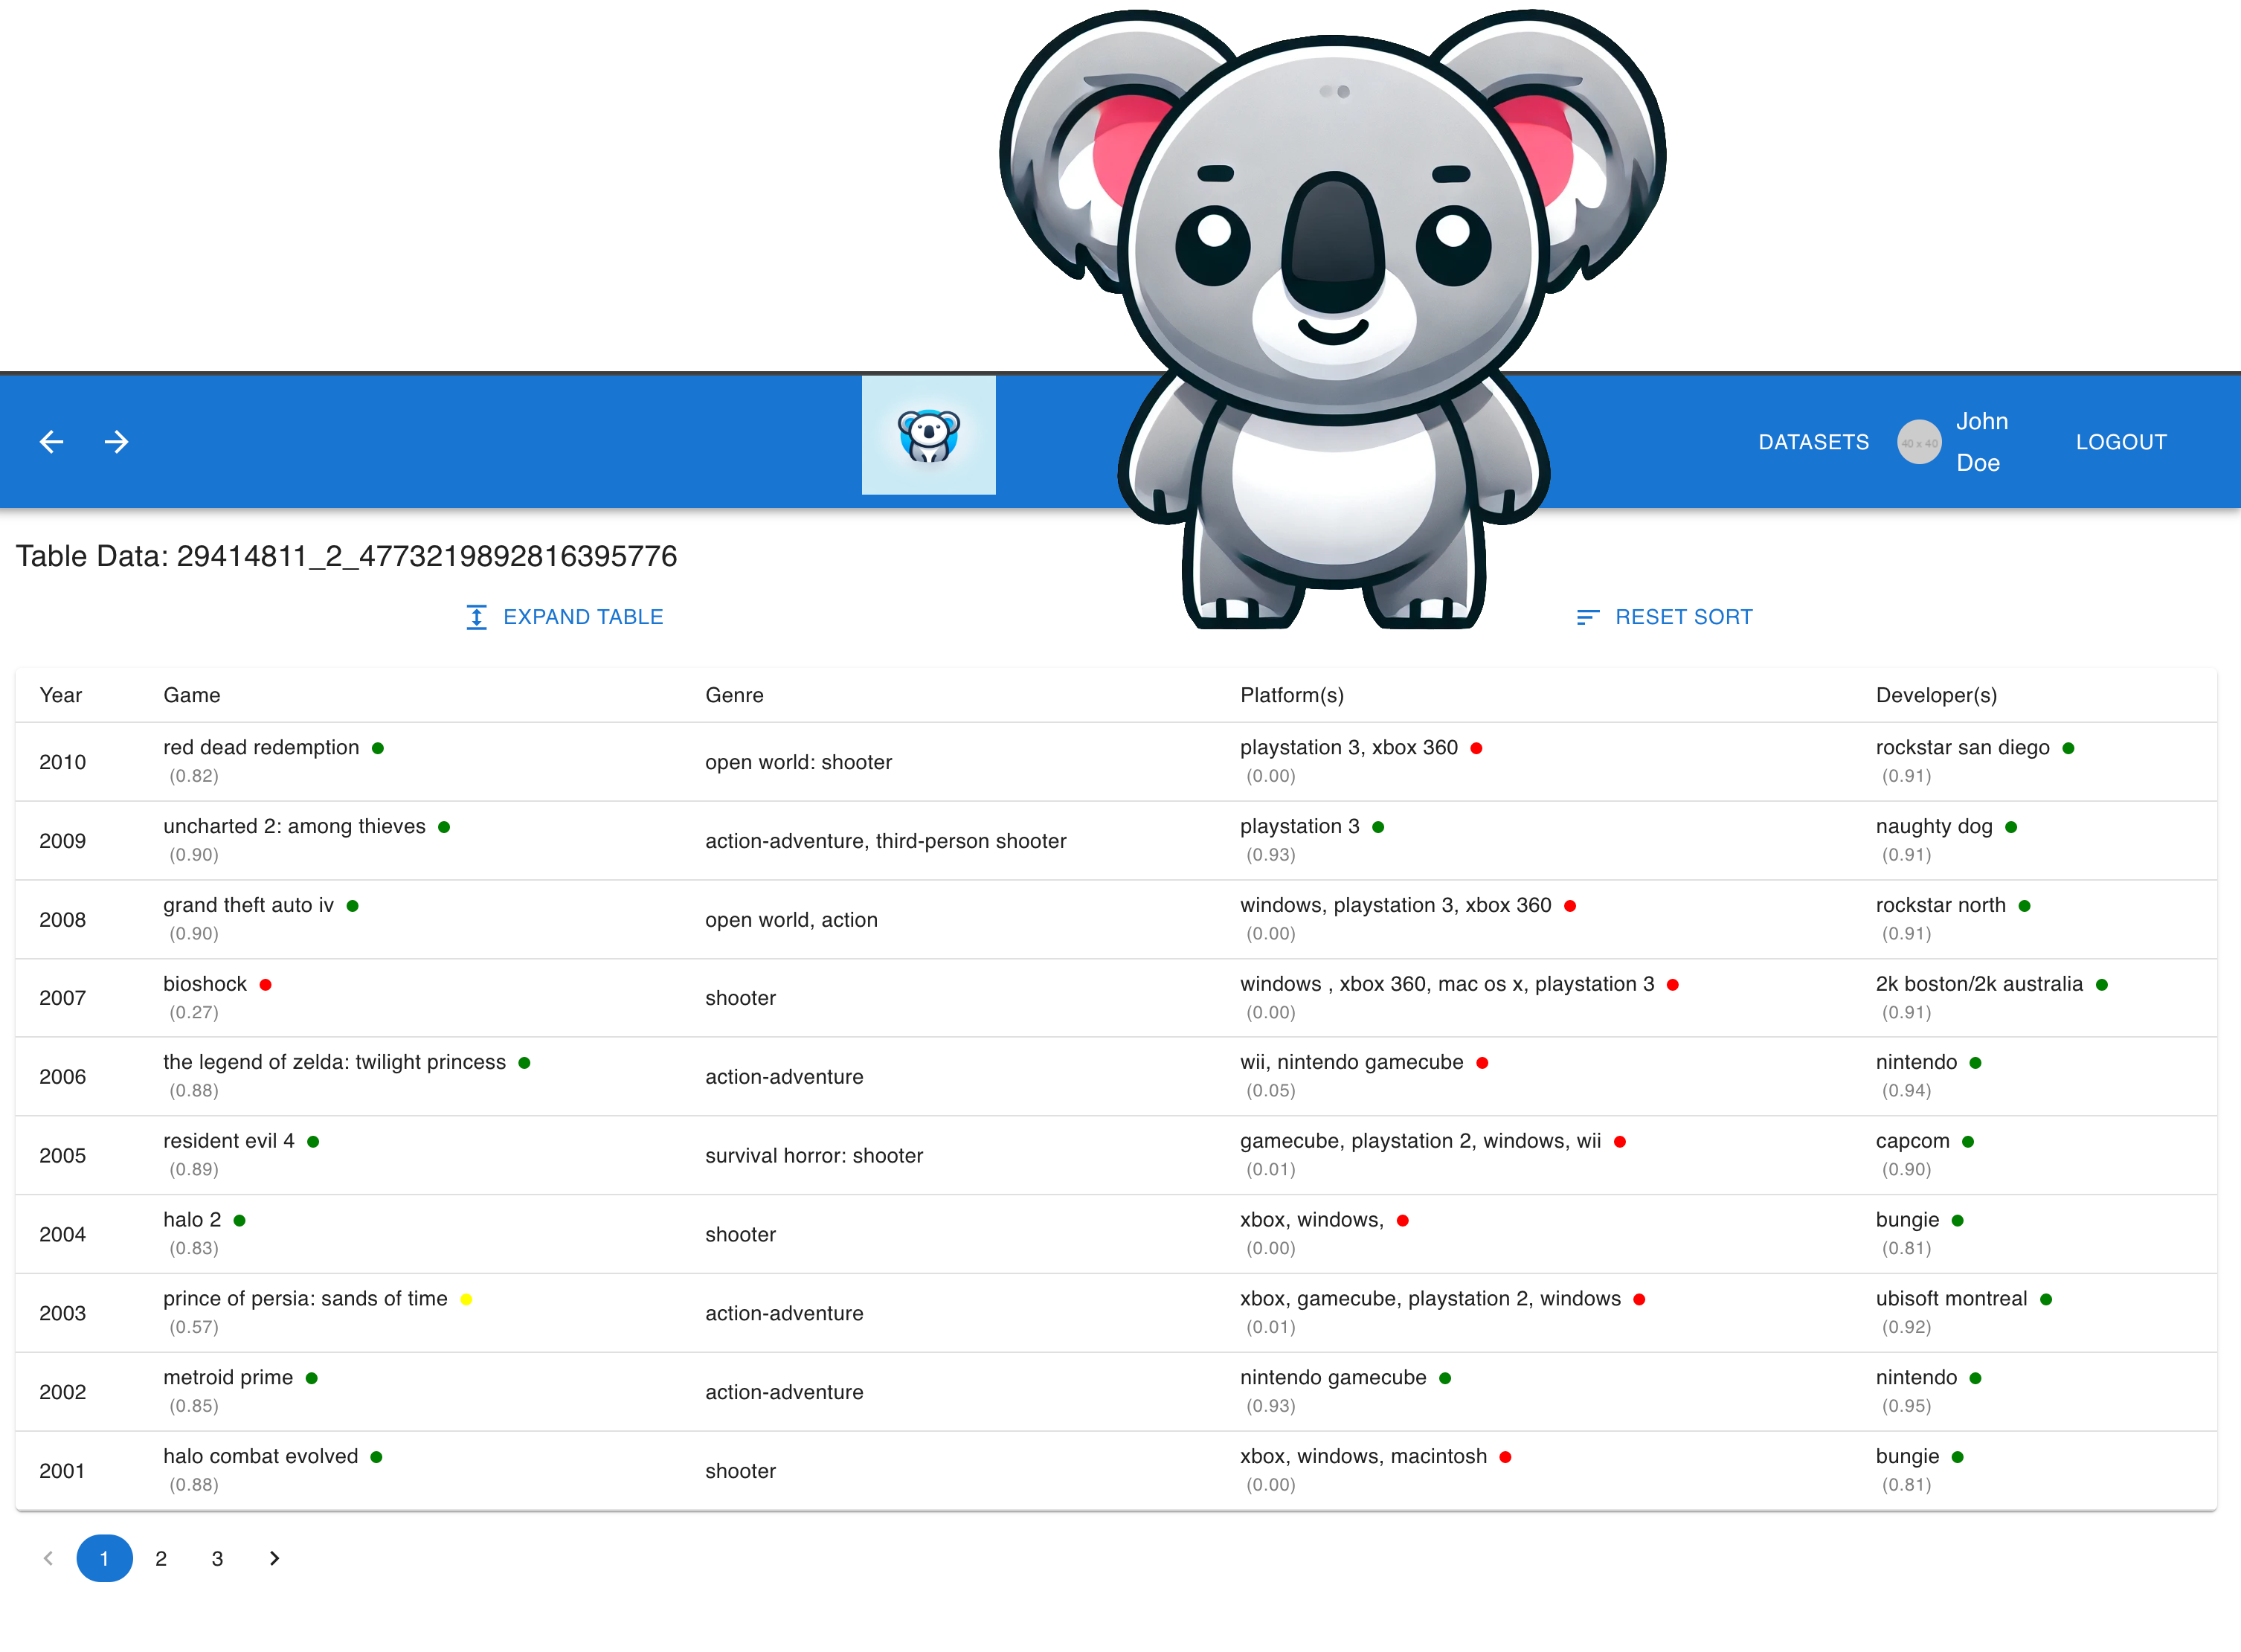 DATASETS 40 x 40 John Doe LOGOUT
Table Data: 29414811_2_4773219892816395776
EXPAND TABLE RESET SORT
Year Game Genre Platform(s) Developer(s)
2010 red dead redemption (0.82) open world: shooter playstation 3, xbox 360 (0.00) rockstar san diego (0.91)
2009 uncharted 2: among thieves (0.90) action-adventure, third-person shooter playstation 3 (0.93) naughty dog (0.91)
2008 grand theft auto iv (0.90) open world, action windows, playstation 3, xbox 360 (0.00) rockstar north (0.91)
2007 bioshock (0.27) shooter windows , xbox 360, mac os x, playstation 3 (0.00) 2k boston/2k australia (0.91)
2006 the legend of zelda: twilight princess (0.88) action-adventure wii, nintendo gamecube (0.05) nintendo (0.94)
2005 resident evil 4 (0.89) survival horror: shooter gamecube, playstation 2, windows, wii (0.01) capcom (0.90)
2004 halo 2 (0.83) shooter xbox, windows, (0.00) bungie (0.81)
2003 prince of persia: sands of time (0.57) action-adventure xbox, gamecube, playstation 2, windows (0.01) ubisoft montreal (0.92)
2002 metroid prime (0.85) action-adventure nintendo gamecube (0.93) nintendo (0.95)
2001 halo combat evolved (0.88) shooter xbox, windows, macintosh (0.00) bungie (0.81)
1 2 3